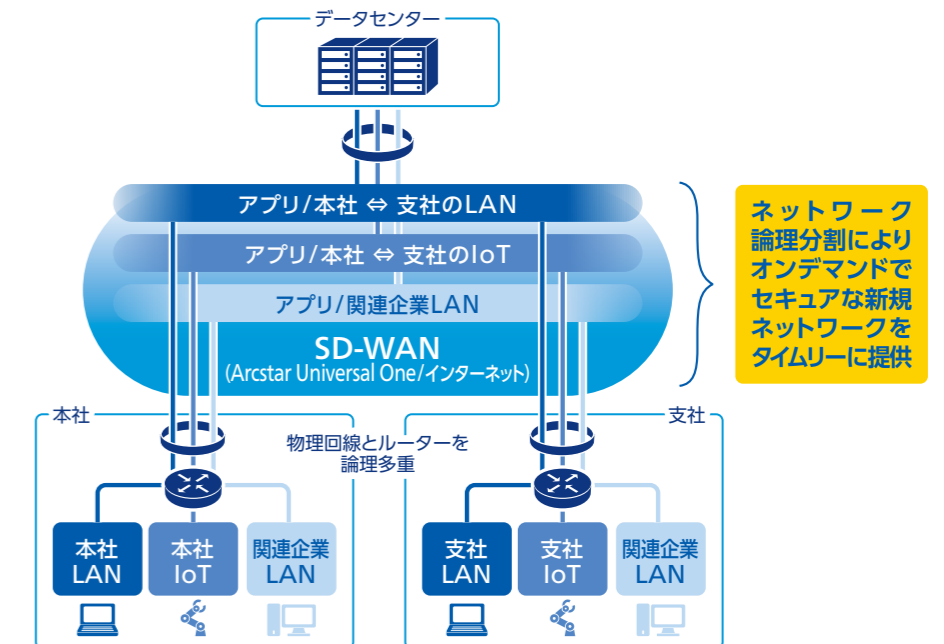 データセンター
アプリ/本社 ⇔ 支社のLAN
アプリ/本社 ⇔ 支社のIoT
アプリ/関連企業LAN
SD-WAN
(Arcstar Universal One/インターネット)
ネットワーク
論理分割により
オンデマンドで
セキュアな新規
ネットワークを
タイムリーに提供
本社
物理回線とルーターを
論理多重
支社
本社
LAN
本社
IoT
関連企業
LAN
支社
LAN
支社
IoT
関連企業
LAN